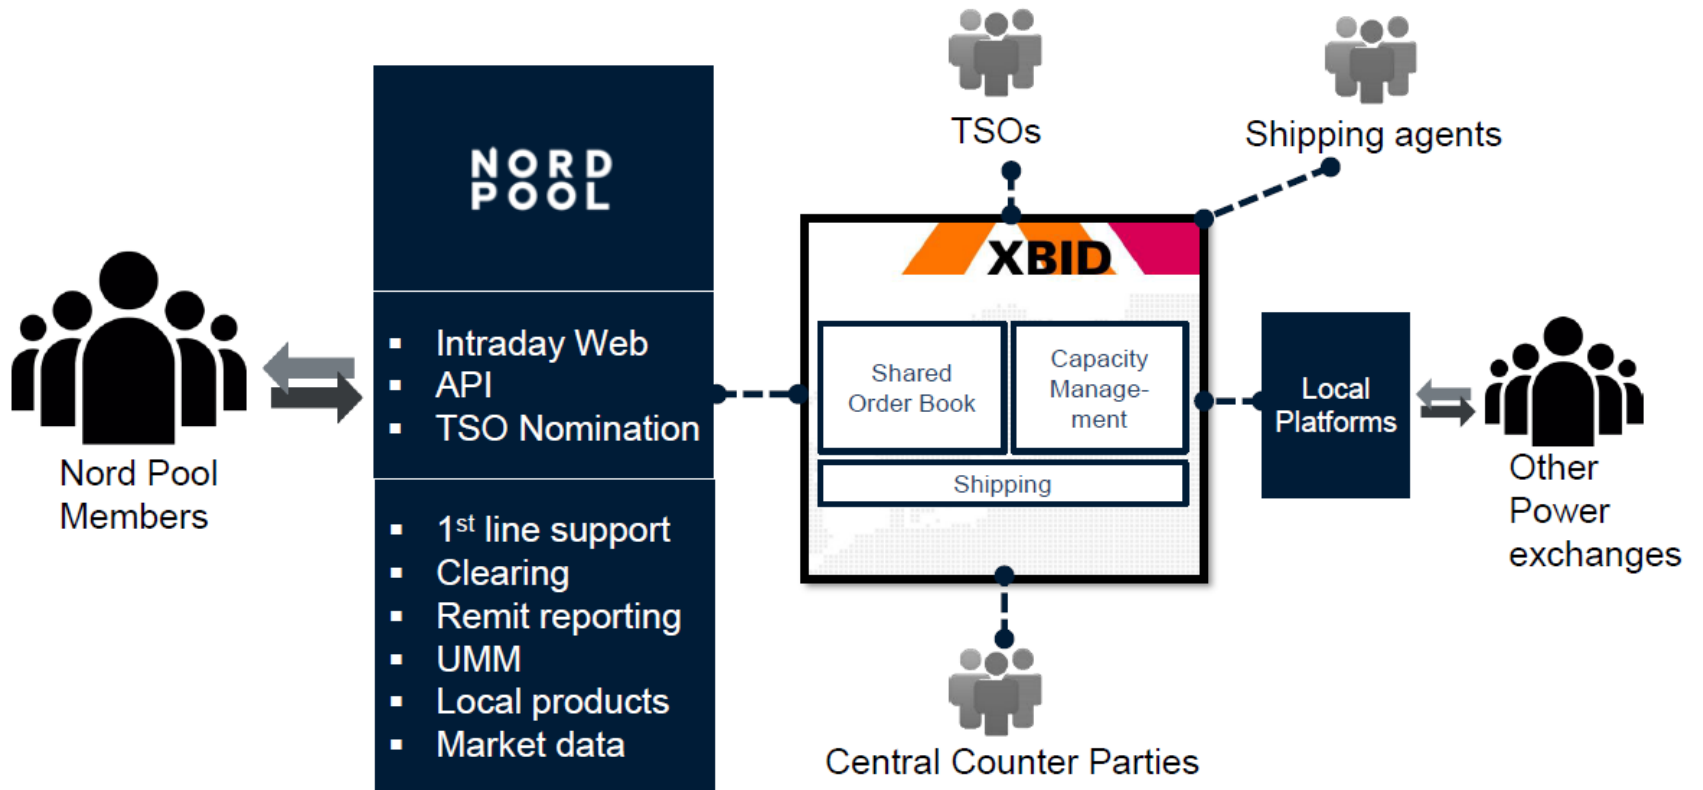 TSOs
Shipping agents
NORD
POOL
XBID
▪ Intraday Web
▪ API
▪ TSO Nomination
Shared
Order Book
Capacity
Manage-
ment
Shipping
Local
Platforms
Nord Pool
Members
Other
Power
exchanges
▪ 1st line support
▪ Clearing
▪ Remit reporting
▪ UMM
▪ Local products
▪ Market data
Central Counter Parties